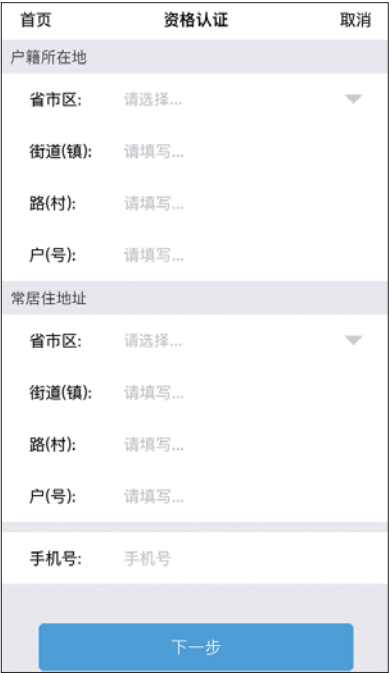 首页 资格认证 取消
户籍所在地
省市区: 请选择...
街道(镇): 请填写...
路(村): 请填写...
户(号): 请填写...
常居住地址
省市区: 请选择...
街道(镇): 请填写...
路(村): 请填写...
户(号): 请填写...
手机号: 手机号
下一步